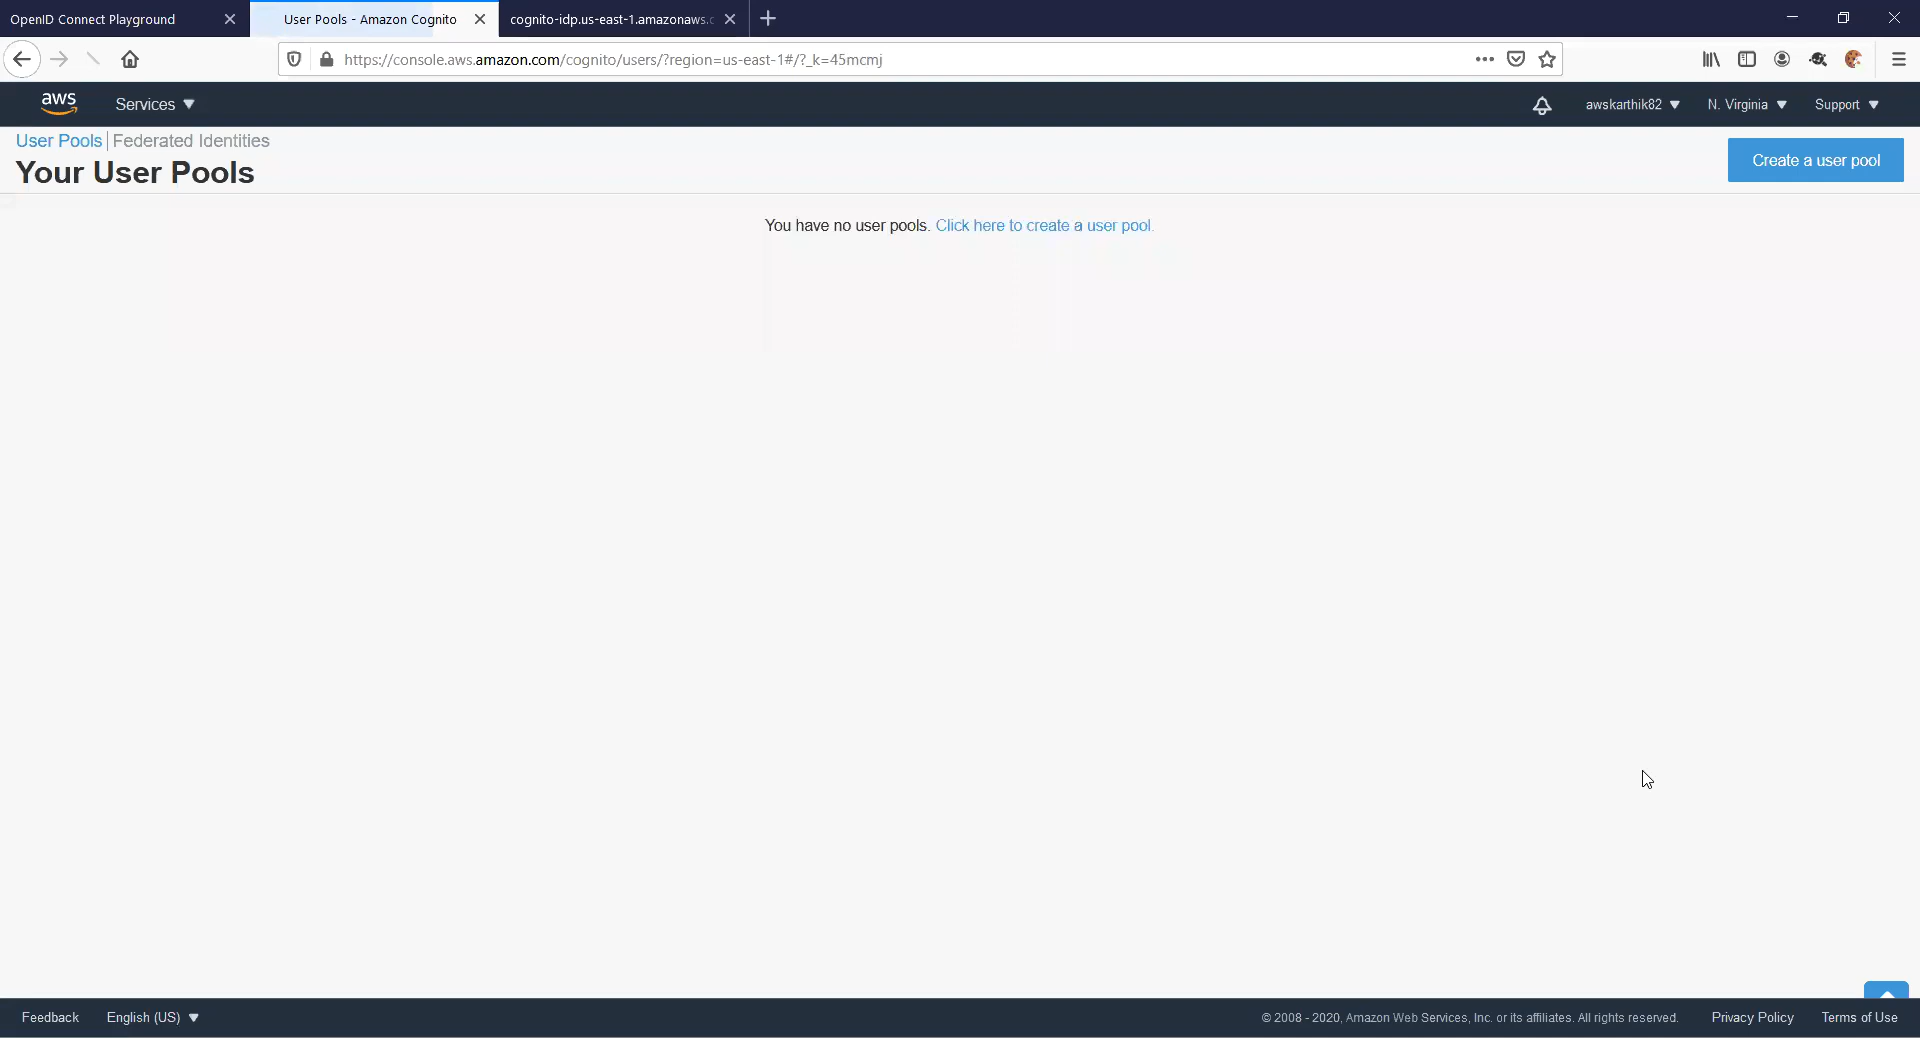 OpenID Connect Playground
User Pools - Amazon Cognito
cognito-idp.us-east-1.amazonaws.c
https://console.aws.amazon.com/cognito/users/?region=us-east-1#/?_k=45mcmj
aws
Services
awskarthik82
N. Virginia
Support
User Pools
Federated Identities
Your User Pools
Create a user pool
You have no user pools. Click here to create a user pool.
Feedback
English (US)
© 2008 - 2020, Amazon Web Services, Inc. or its affiliates. All rights reserved.
Privacy Policy
Terms of Use